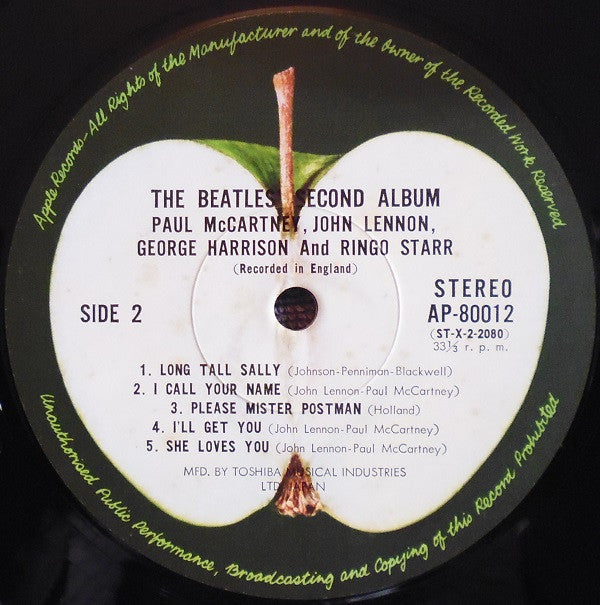 Apple Records-All Rights of the Manufacturer and of the Owner of the Recorded Work Reserved
THE BEATLES' SECOND ALBUM
PAUL McCARTNEY, JOHN LENNON,
GEORGE HARRISON And RINGO STARR
(Recorded in England)
SIDE 2
STEREO
AP-80012
(ST-X-2-2080)
33⅓ r. p. m.
1. LONG TALL SALLY (Johnson-Penniman-Blackwell)
2. I CALL YOUR NAME (John Lennon-Paul McCartney)
3. PLEASE MISTER POSTMAN (Holland)
4. I'LL GET YOU (John Lennon-Paul McCartney)
5. SHE LOVES YOU (John Lennon-Paul McCartney)
MFD. BY TOSHIBA MUSICAL INDUSTRIES
LTD. JAPAN
Unauthorised Public Performance, Broadcasting and Copying of this Record Prohibited